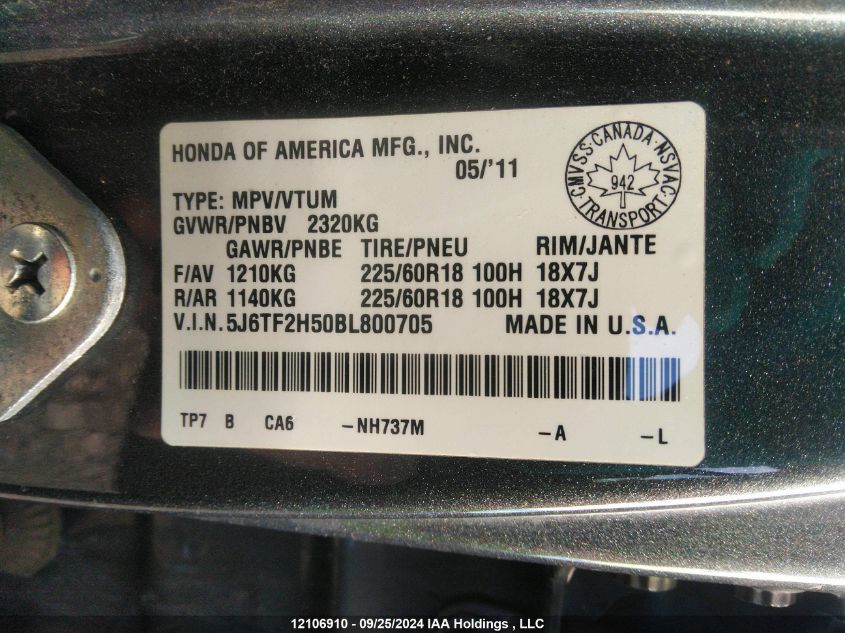 HONDA OF AMERICA MFG., INC.
05/'11
CMVSS·CANADA·NSVAC·TRANSPORT
942
TYPE: MPV/VTUM
GVWR/PNBV 2320KG
GAWR/PNBE TIRE/PNEU RIM/JANTE
F/AV 1210KG 225/60R18 100H 18X7J
R/AR 1140KG 225/60R18 100H 18X7J
V.I.N.5J6TF2H50BL800705 MADE IN U.S.A.
TP7 B CA6 -NH737M -A -L
12106910 - 09/25/2024 IAA Holdings , LLC